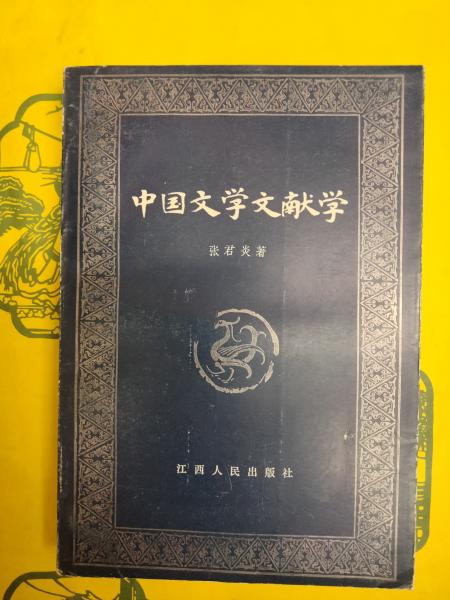 中国文学文献学
张君炎著
江西人民出版社